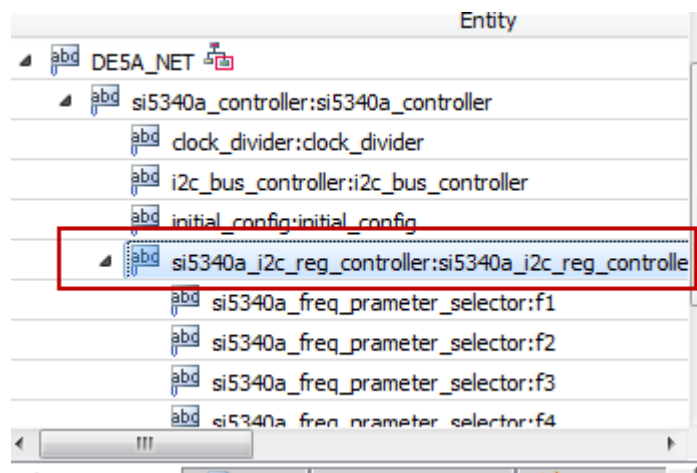 Entity
DE5A_NET
si5340a_controller:si5340a_controller
clock_divider:clock_divider
i2c_bus_controller:i2c_bus_controller
initial_config:initial_config
si5340a_i2c_reg_controller:si5340a_i2c_reg_controlle
si5340a_freq_prameter_selector:f1
si5340a_freq_prameter_selector:f2
si5340a_freq_prameter_selector:f3
si5340a_freq_prameter_selector:f4